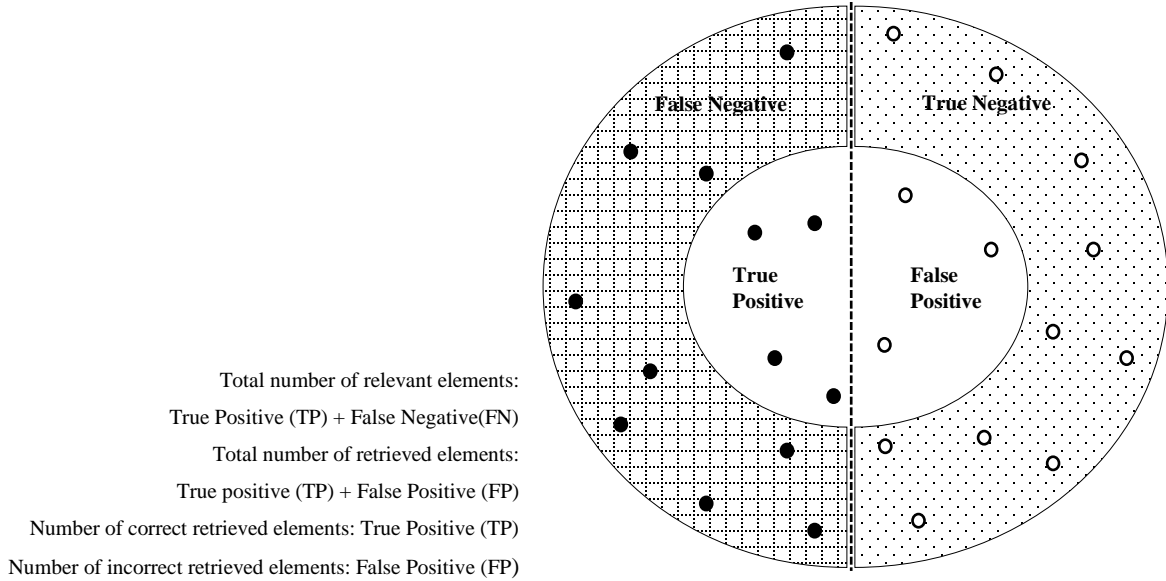 False Negative
True Negative
True
Positive
False
Positive
Total number of relevant elements:
True Positive (TP) + False Negative(FN)
Total number of retrieved elements:
True positive (TP) + False Positive (FP)
Number of correct retrieved elements: True Positive (TP)
Number of incorrect retrieved elements: False Positive (FP)